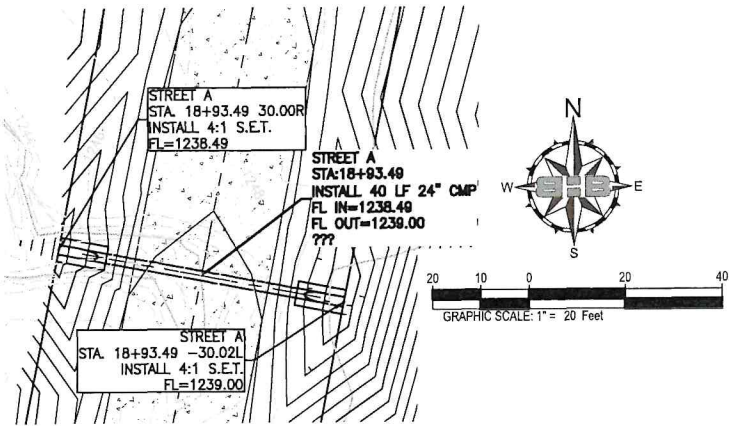 STREET A
STA. 18+93.49 30.00R
INSTALL 4:1 S.E.T.
FL=1238.49
STREET A
STA:18+93.49
INSTALL 40 LF 24" CMP
FL IN=1238.49
FL OUT=1239.00
???
STREET A
STA. 18+93.49 -30.02L
INSTALL 4:1 S.E.T.
FL=1239.00
N
W
E
S
20 10 0 20 40
GRAPHIC SCALE: 1" = 20 Feet